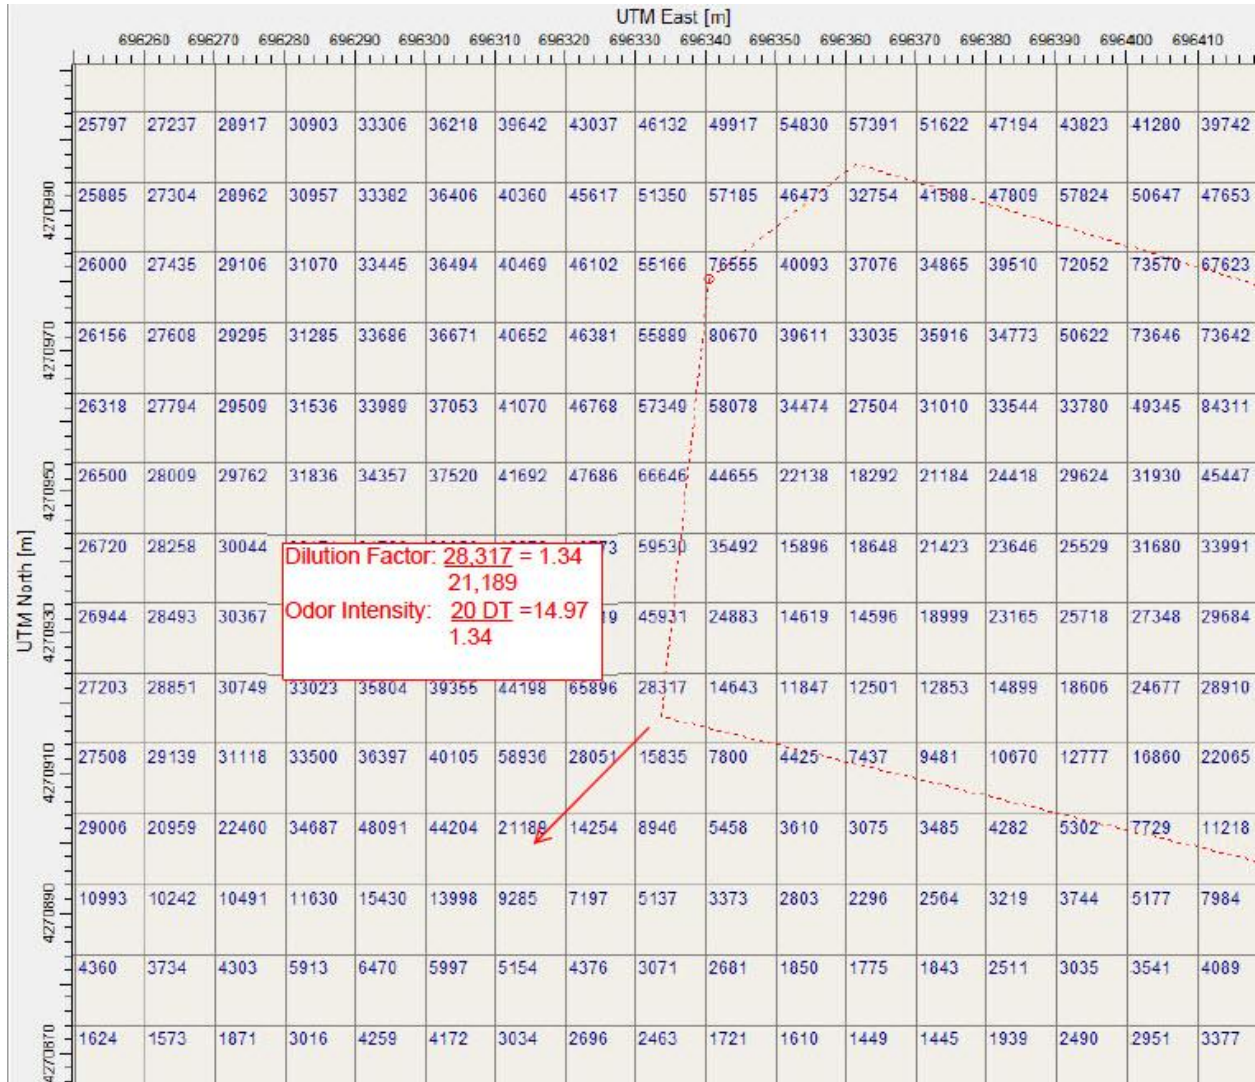 UTM East [m]
696260 696270 696280 696290 696300 696310 696320 696330 696340 696350 696360 696370 696380 696390 696400 696410
25797 27237 28917 30903 33306 36218 39642 43037 46132 49917 54830 57391 51622 47194 43823 41280 39742
4270990
25885 27304 28962 30957 33382 36406 40360 45617 51350 57185 46473 32754 41588 47809 57824 50647 47653
26000 27435 29106 31070 33445 36494 40469 46102 55166 76555 40093 37076 34865 39510 72052 73570 67623
4270970
26156 27608 29295 31285 33686 36671 40652 46381 55889 80670 39611 33035 35916 34773 50622 73646 73642
26318 27794 29509 31536 33989 37053 41070 46768 57349 58078 34474 27504 31010 33544 33780 49345 84311
4270950
26500 28009 29762 31836 34357 37520 41692 47686 66646 44655 22138 18292 21184 24418 29624 31930 45447
UTM North [m]
26720 28258 30044 73 59530 35492 15896 18648 21423 23646 25529 31680 33991
Dilution Factor: 28,317 = 1.34
21,189
Odor Intensity: 20 DT =14.97
1.34
4270930
26944 28493 30367 19 45931 24883 14619 14596 18999 23165 25718 27348 29684
27203 28851 30749 33023 35804 39355 44198 65896 28317 14643 11847 12501 12853 14899 18606 24677 28910
4270910
27508 29139 31118 33500 36397 40105 58936 28051 15835 7800 4425 7437 9481 10670 12777 16860 22065
29006 20959 22460 34687 48091 44204 21189 14254 8946 5458 3610 3075 3485 4282 5302 7729 11218
4270890
10993 10242 10491 11630 15430 13998 9285 7197 5137 3373 2803 2296 2564 3219 3744 5177 7984
4360 3734 4303 5913 6470 5997 5154 4376 3071 2681 1850 1775 1843 2511 3035 3541 4089
4270870
1624 1573 1871 3016 4259 4172 3034 2696 2463 1721 1610 1449 1445 1939 2490 2951 3377